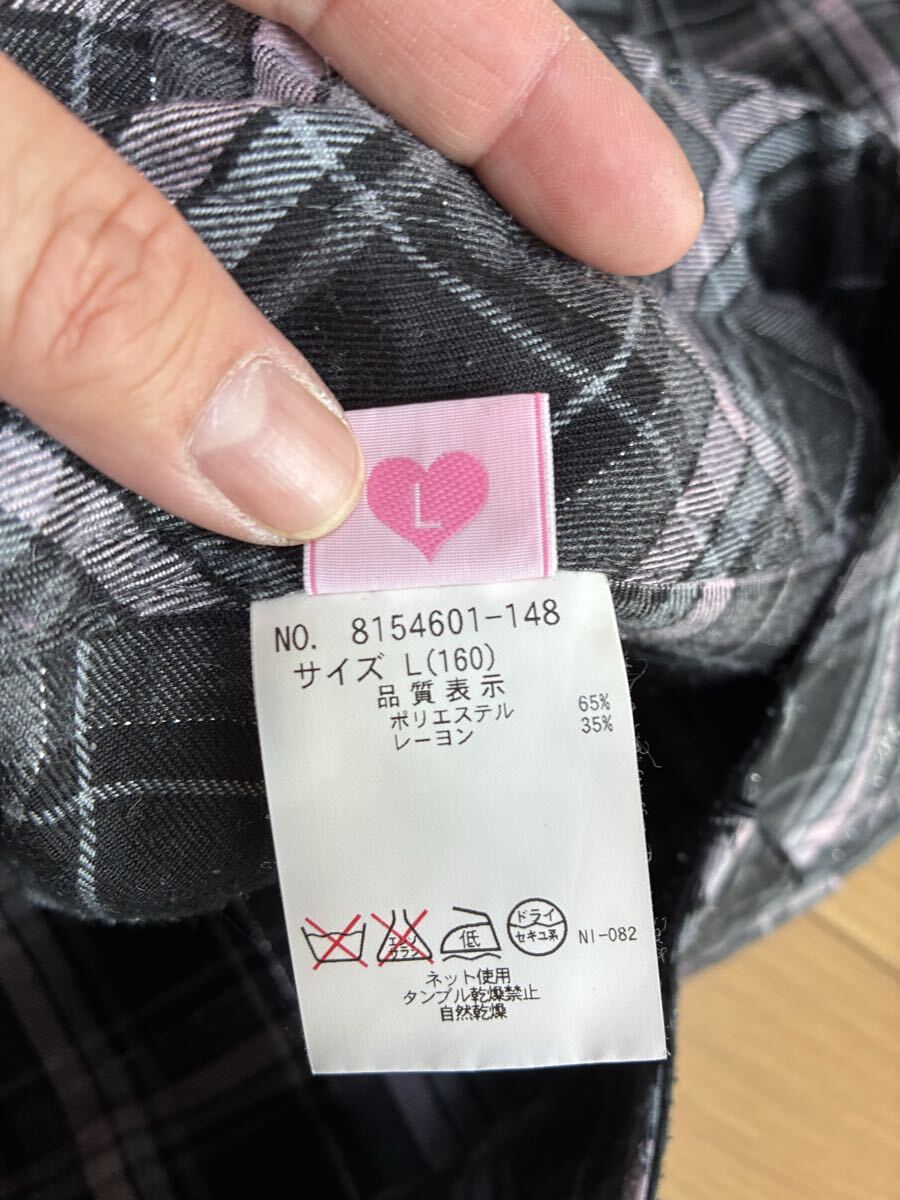 L
NO. 8154601-148
サイズ L(160)
品質表示
ポリエステル 65%
レーヨン 35%
エンソ
サラシ
低
ドライ
セキユ系
NI-082
ネット使用
タンブル乾燥禁止
自然乾燥